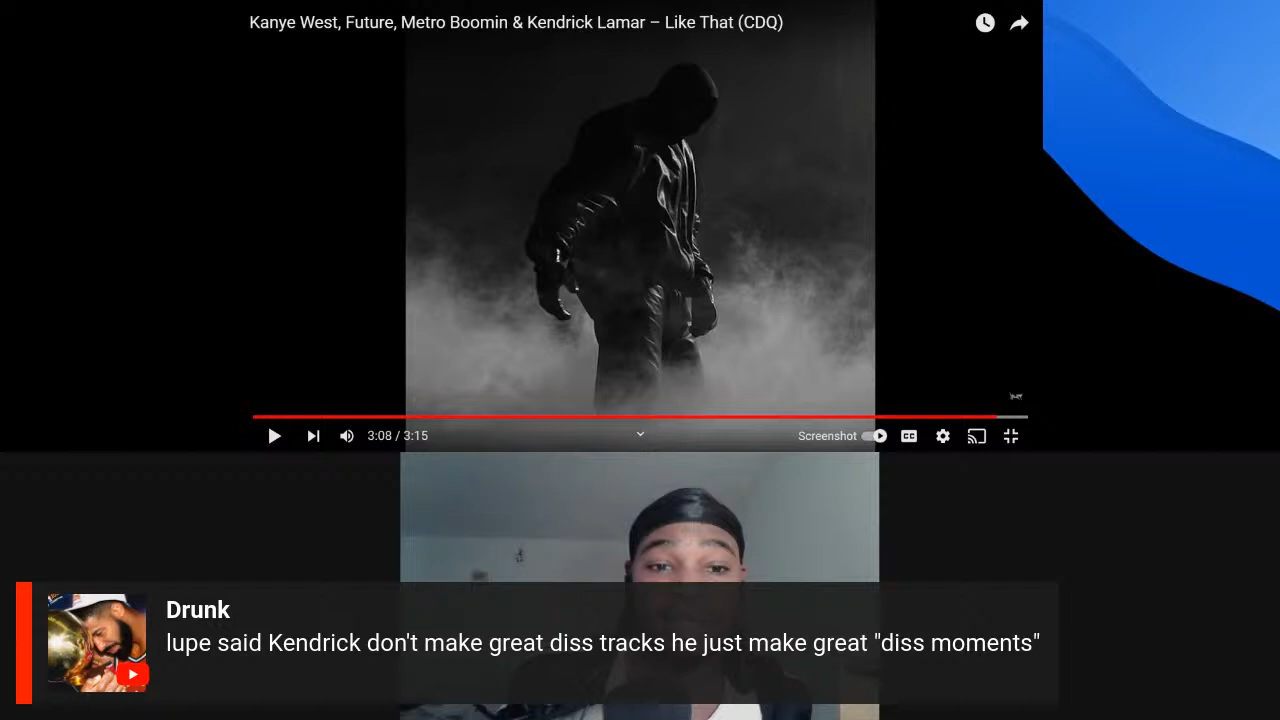 Kanye West, Future, Metro Boomin & Kendrick Lamar – Like That (CDQ)
3:08 / 3:15
Screenshot
CC
Drunk
lupe said Kendrick don't make great diss tracks he just make great "diss moments"